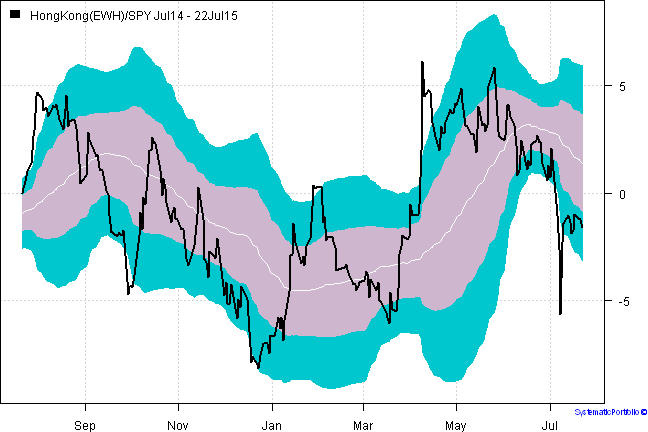 HongKong(EWH)/SPY Jul14 - 22Jul15
5
0
-5
Sep Nov Jan Mar May Jul
SystematicPortfolio ©